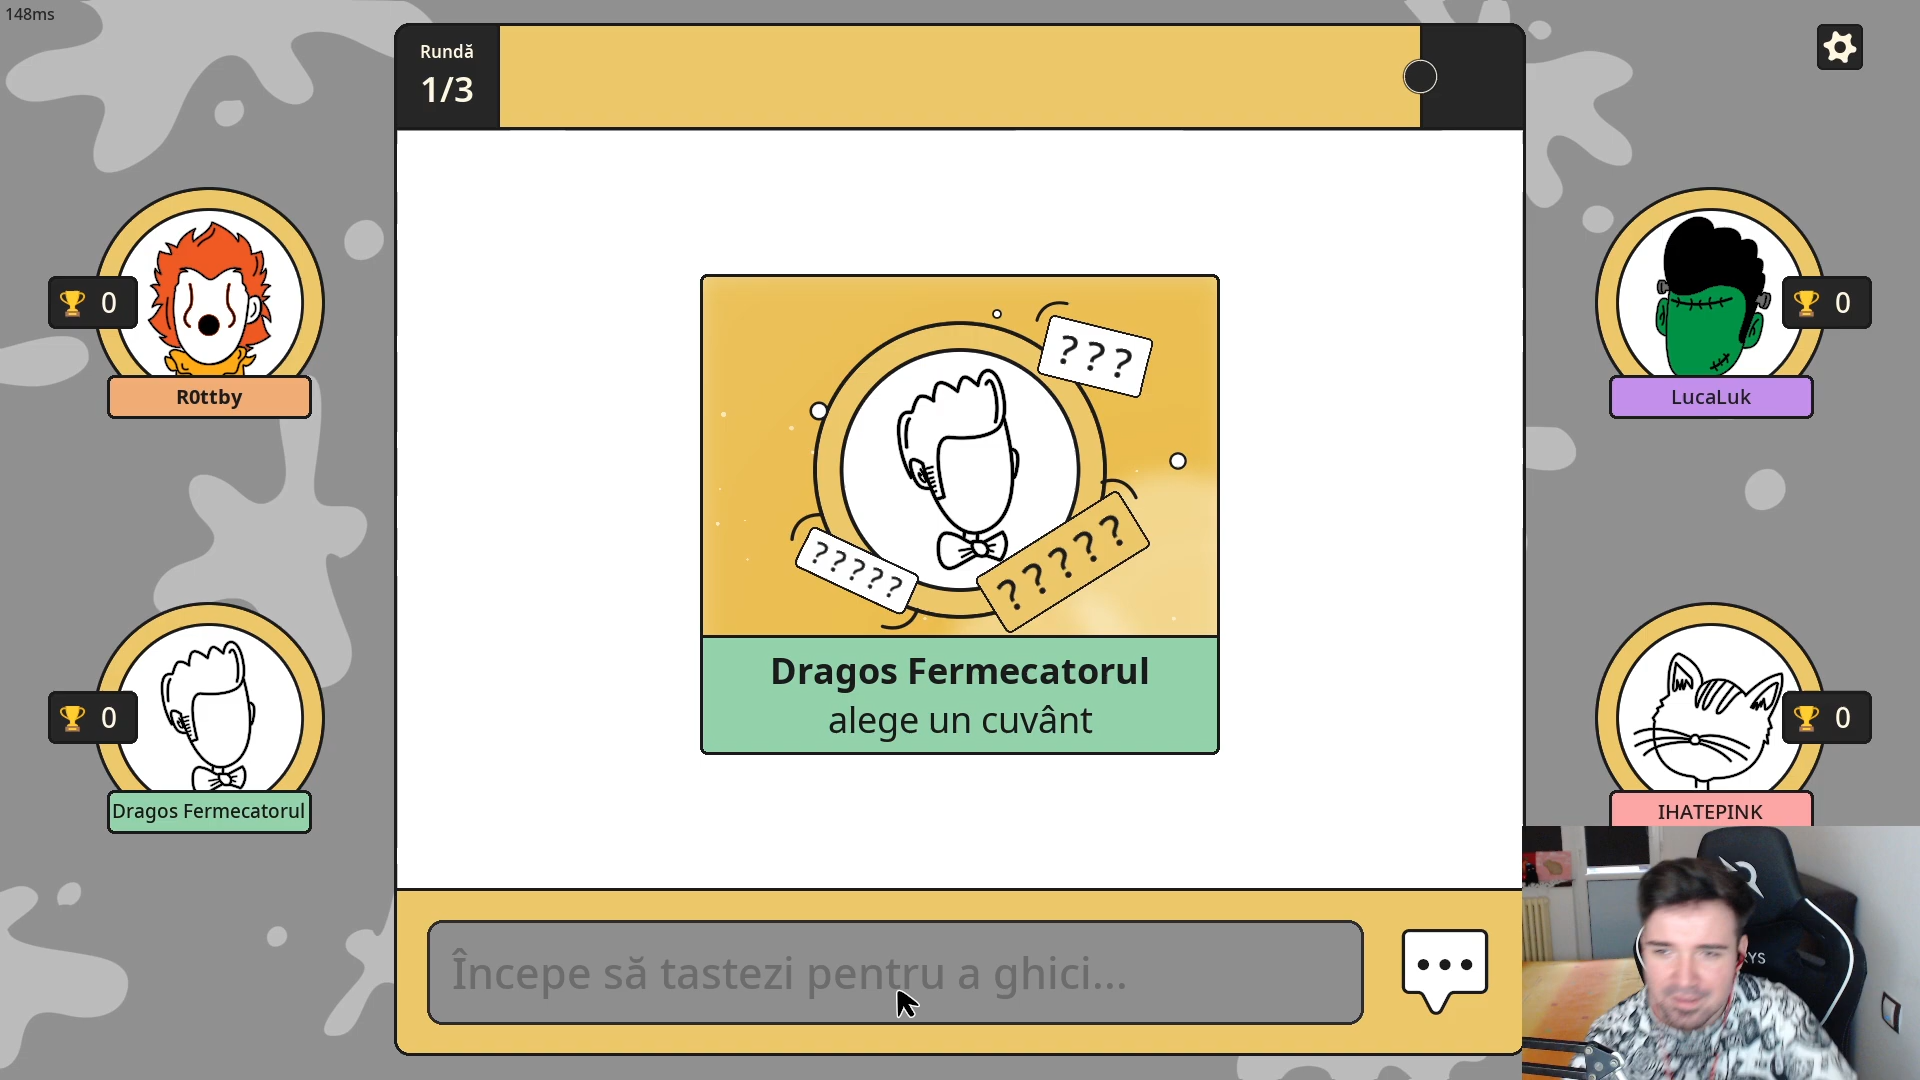 148ms
Rundă
1/3
0
R0ttby
0
LucaLuk
???
?????
?????
Dragos Fermecatorul
alege un cuvânt
0
Dragos Fermecatorul
0
IHATEPINK
Începe să tastezi pentru a ghici...